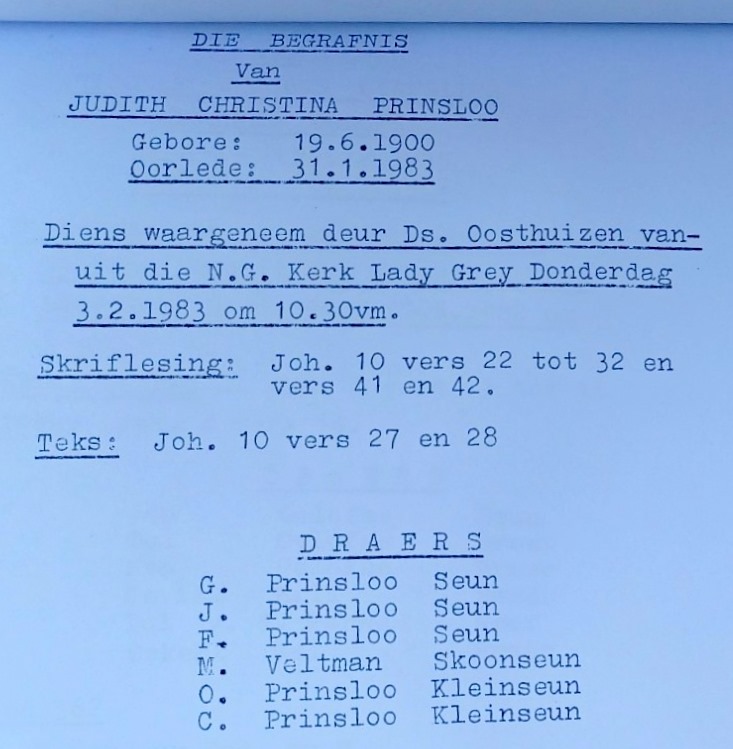 DIE BEGRAFNIS
Van
JUDITH CHRISTINA PRINSLOO
Gebore: 19.6.1900
Oorlede: 31.1.1983
Diens waargeneem deur Ds. Oosthuizen van-
uit die N.G. Kerk Lady Grey Donderdag
3.2.1983 om 10.30vm.
Skriflesing: Joh. 10 vers 22 tot 32 en
vers 41 en 42.
Teks: Joh. 10 vers 27 en 28
D R A E R S
G. Prinsloo Seun
J. Prinsloo Seun
F. Prinsloo Seun
M. Veltman Skoonseun
O. Prinsloo Kleinseun
C. Prinsloo Kleinseun